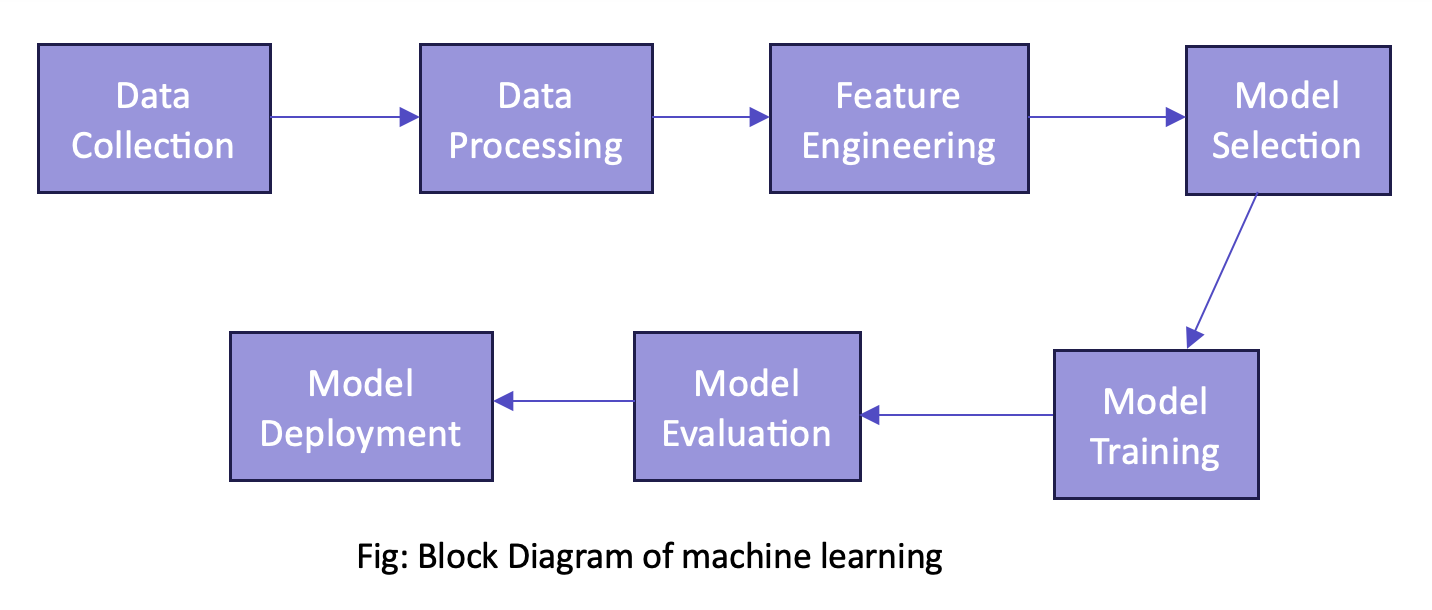 Data
Collection
Data
Processing
Feature
Engineering
Model
Selection
Model
Deployment
Model
Evaluation
Model
Training
Fig: Block Diagram of machine learning